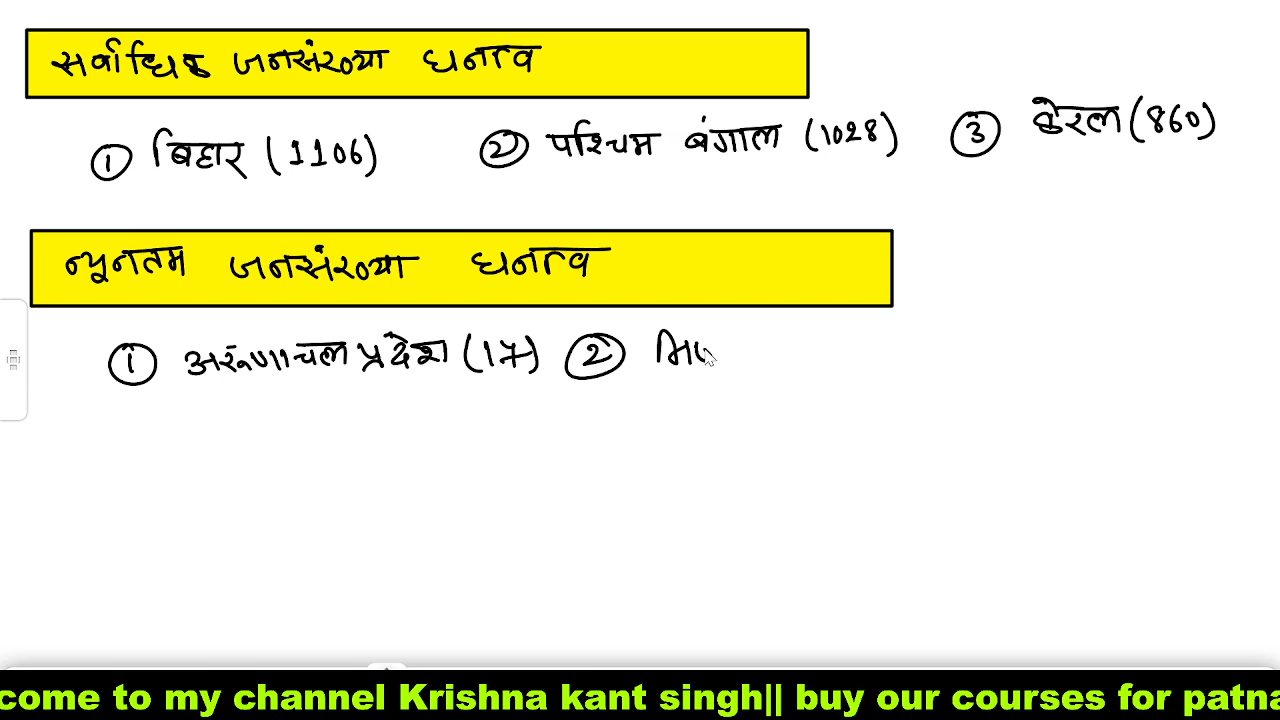 सर्वाधिक जनसंख्या घनत्व
① बिहार (1106) ② पश्चिम बंगाल (1028) ③ केरल (860)
न्यूनतम जनसंख्या घनत्व
① अरूणाचल प्रदेश (17) ② मि
come to my channel Krishna kant singh|| buy our courses for patna